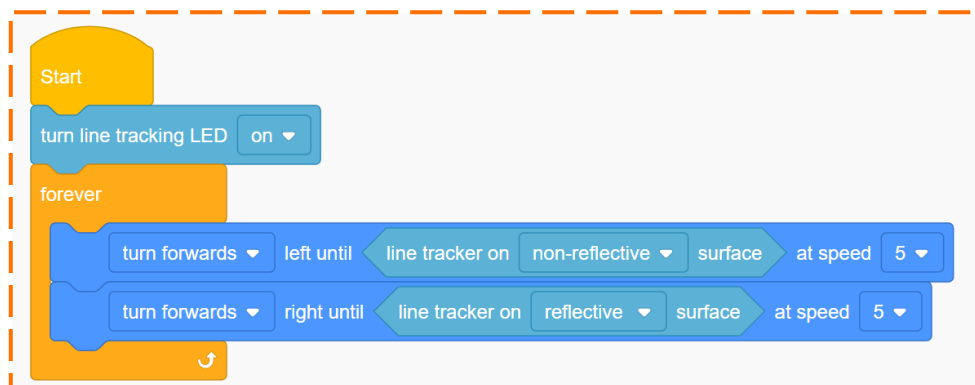 Start
turn line tracking LED on
forever
turn forwards left until line tracker on non-reflective surface at speed 5
turn forwards right until line tracker on reflective surface at speed 5